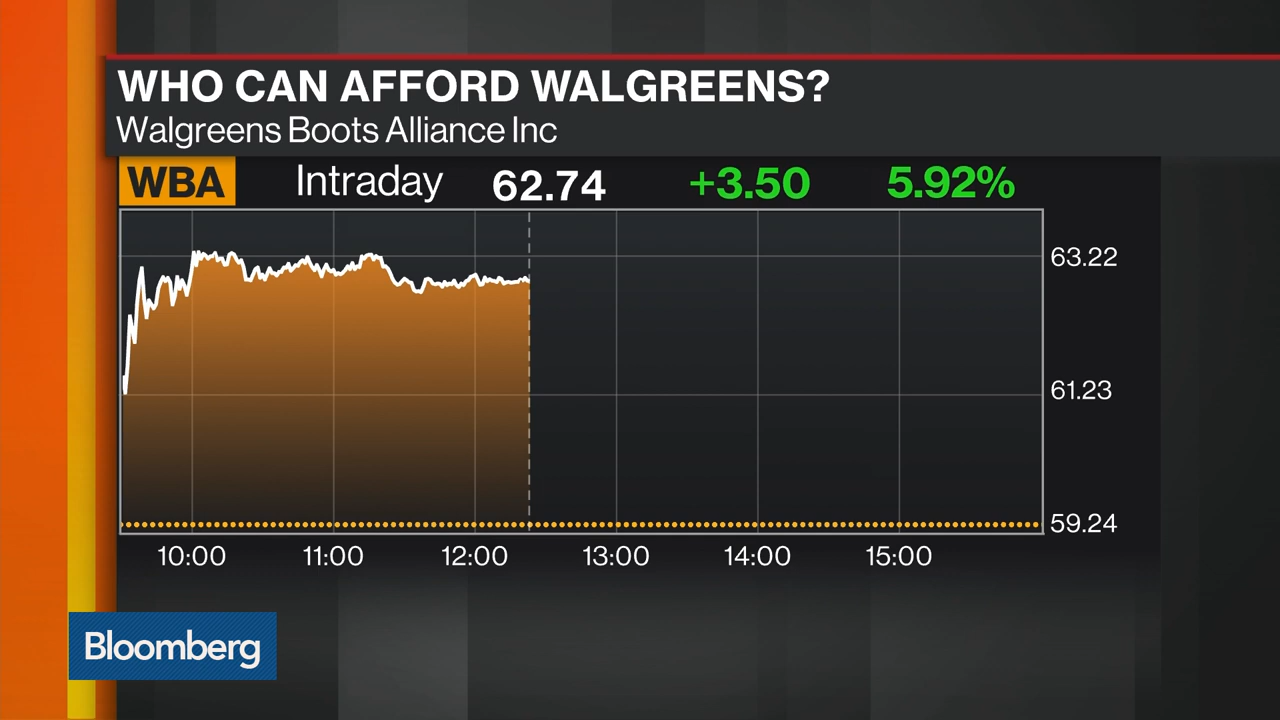 WHO CAN AFFORD WALGREENS?
Walgreens Boots Alliance Inc
WBA Intraday 62.74 +3.50 5.92%
63.22
61.23
59.24
10:00 11:00 12:00 13:00 14:00 15:00
Bloomberg